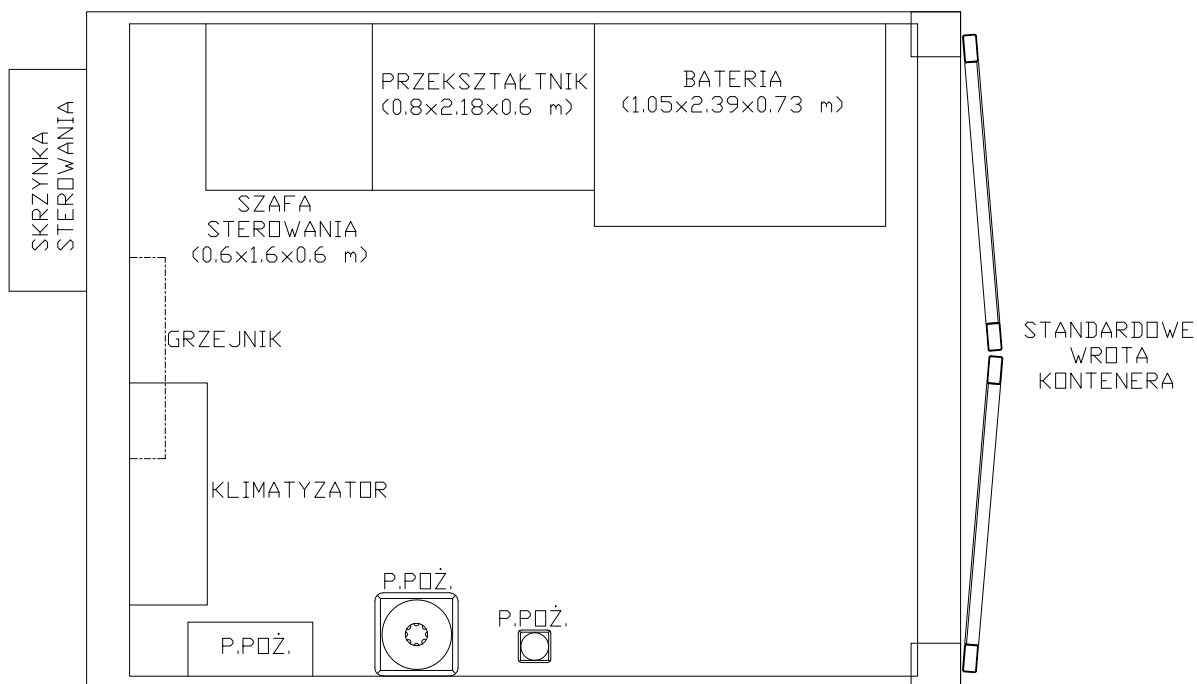 SKRZYNKA
STEROWANIA
PRZEKSZTAŁTNIK
(0.8x2.18x0.6 m)
BATERIA
(1.05x2.39x0.73 m)
SZAFA
STEROWANIA
(0.6x1.6x0.6 m)
GRZEJNIK
STANDARDOWE
WROTA
KONTENERA
KLIMATYZATOR
P.POŻ.
P.POŻ.
P.POŻ.